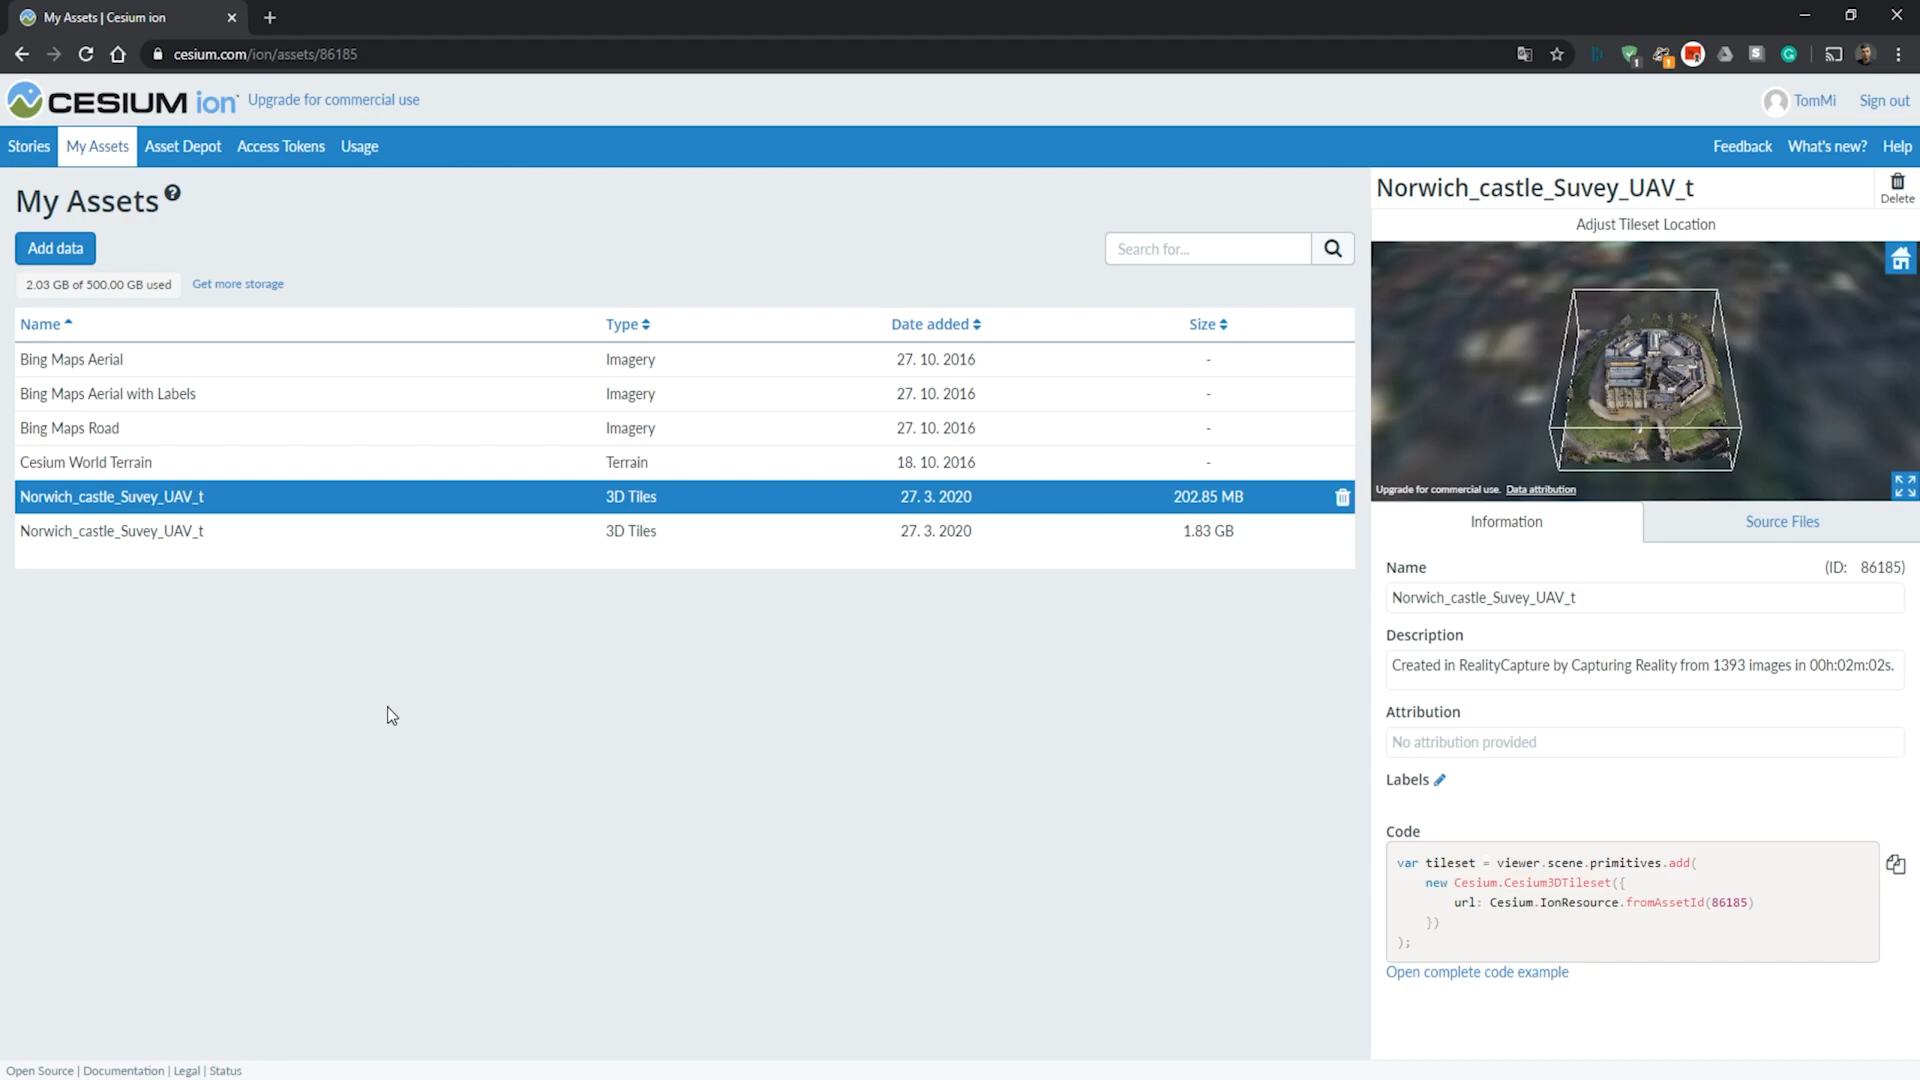 My Assets | Cesium ion
cesium.com/ion/assets/86185
CESIUM ion Upgrade for commercial use
TomMi Sign out
Stories My Assets Asset Depot Access Tokens Usage
Feedback What's new? Help
My Assets
Add data
Search for...
2.03 GB of 500.00 GB used Get more storage
Name Type Date added Size
Bing Maps Aerial Imagery 27. 10. 2016 -
Bing Maps Aerial with Labels Imagery 27. 10. 2016 -
Bing Maps Road Imagery 27. 10. 2016 -
Cesium World Terrain Terrain 18. 10. 2016 -
Norwich_castle_Suvey_UAV_t 3D Tiles 27. 3. 2020 202.85 MB
Norwich_castle_Suvey_UAV_t 3D Tiles 27. 3. 2020 1.83 GB
Norwich_castle_Suvey_UAV_t
Delete
Adjust Tileset Location
Upgrade for commercial use. Data attribution
Information Source Files
Name (ID: 86185)
Norwich_castle_Suvey_UAV_t
Description
Created in RealityCapture by Capturing Reality from 1393 images in 00h:02m:02s.
Attribution
No attribution provided
Labels
Code
var tileset = viewer.scene.primitives.add(
new Cesium.Cesium3DTileset({
url: Cesium.IonResource.fromAssetId(86185)
})
);
Open complete code example
Open Source | Documentation | Legal | Status